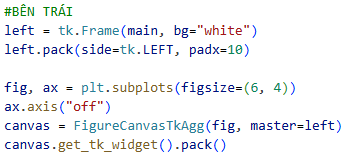 #BÊN TRÁI
left = tk.Frame(main, bg="white")
left.pack(side=tk.LEFT, padx=10)
fig, ax = plt.subplots(figsize=(6, 4))
ax.axis("off")
canvas = FigureCanvasTkAgg(fig, master=left)
canvas.get_tk_widget().pack()